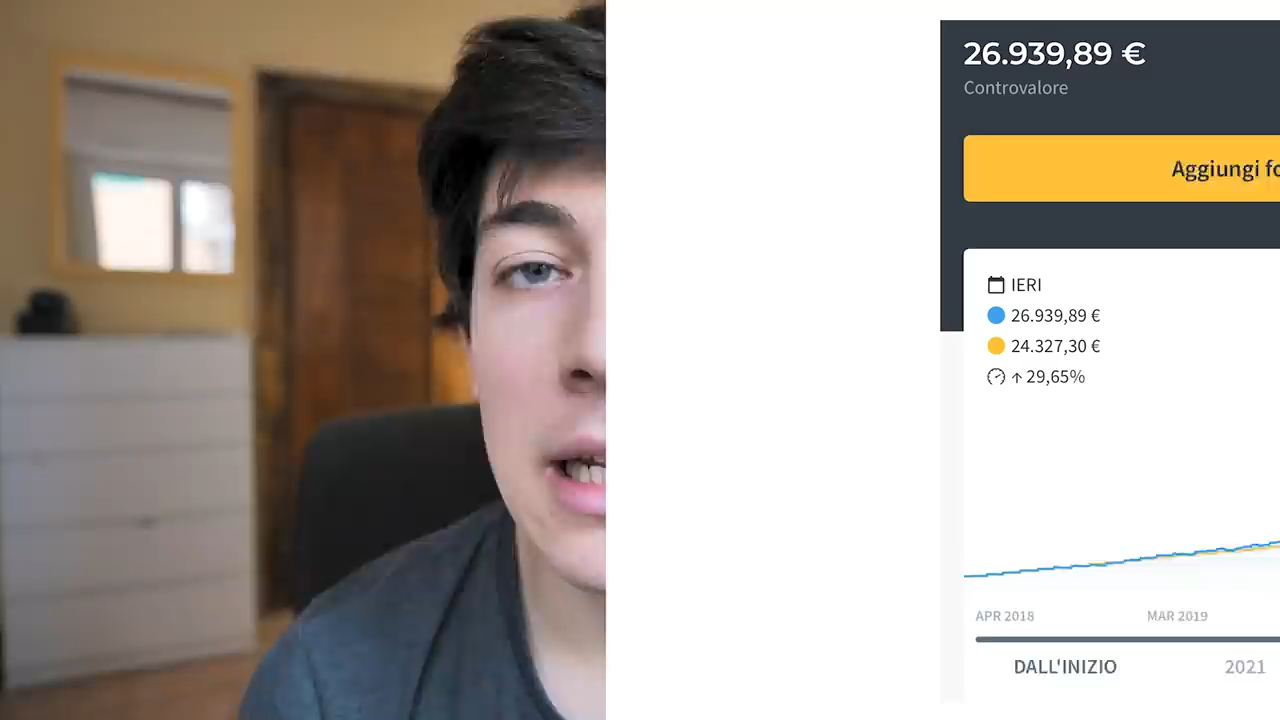 26.939,89 €
Controvalore
Aggiungi
IERI
26.939,89 €
24.327,30 €
↑ 29,65%
APR 2018
MAR 2019
DALL'INIZIO
2021